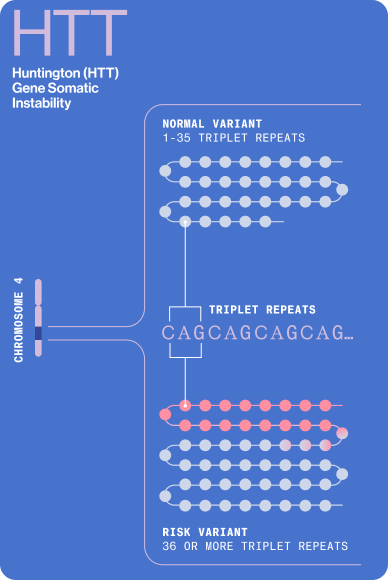 HTT
Huntington (HTT)
Gene Somatic
Instability
NORMAL VARIANT
1-35 TRIPLET REPEATS
CHROMOSOME 4
TRIPLET REPEATS
CAGCAGCAGCAG…
RISK VARIANT
36 OR MORE TRIPLET REPEATS